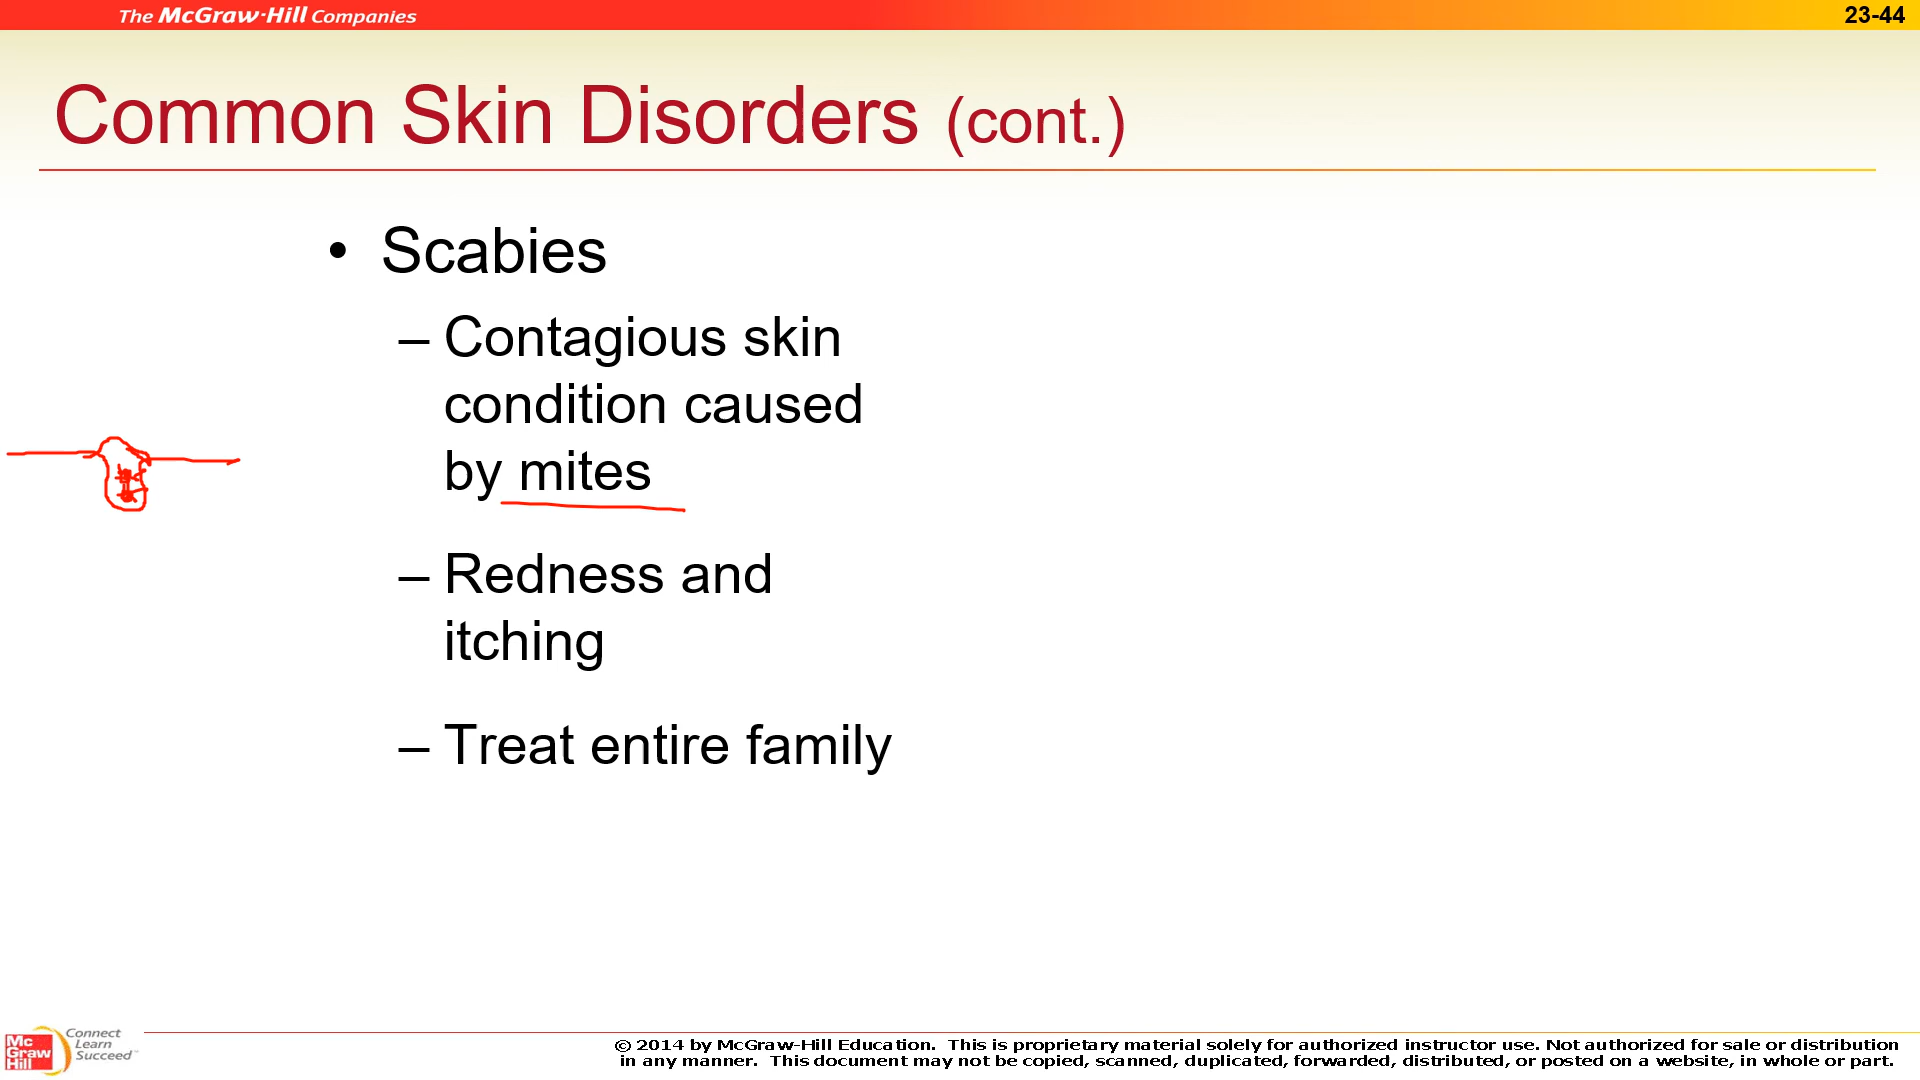 The McGraw-Hill Companies
23-44
Common Skin Disorders (cont.)
• Scabies
– Contagious skin
condition caused
by mites
– Redness and
itching
– Treat entire family
Mc
Graw
Hill
Connect
Learn
Succeed™
© 2014 by McGraw-Hill Education. This is proprietary material solely for authorized instructor use. Not authorized for sale or distribution
in any manner. This document may not be copied, scanned, duplicated, forwarded, distributed, or posted on a website, in whole or part.